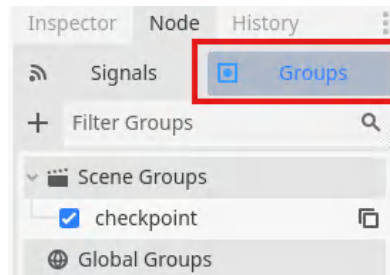 Inspector Node History
Signals Groups
Filter Groups
Scene Groups
checkpoint
Global Groups